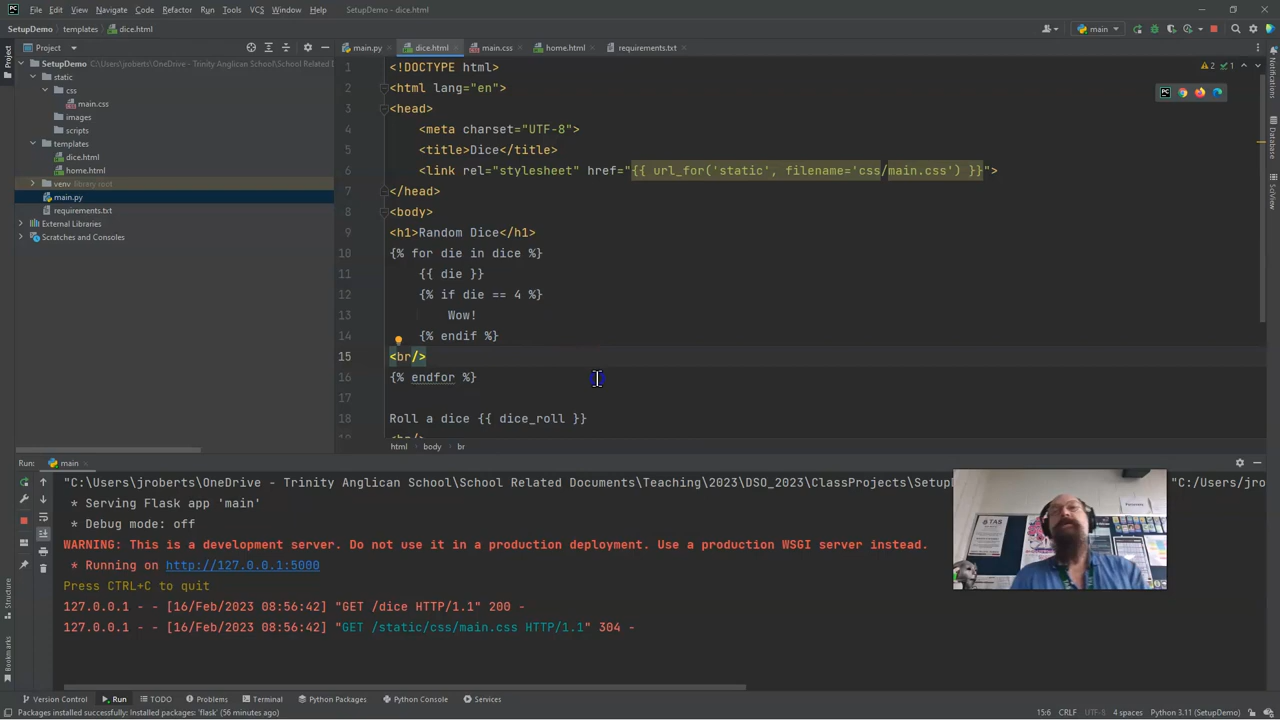 File Edit View Navigate Code Refactor Run Tools VCS Window Help SetupDemo - dice.html
SetupDemo templates dice.html main
Project main.py dice.html main.css home.html requirements.txt
SetupDemo C:\Users\jroberts\OneDrive - Trinity Anglican School\School Related D
static
css
main.css
images
scripts
templates
dice.html
home.html
venv library root
main.py
requirements.txt
External Libraries
Scratches and Consoles
2 1
1 <!DOCTYPE html>
2 <html lang="en">
3 <head>
4 <meta charset="UTF-8">
5 <title>Dice</title>
6 <link rel="stylesheet" href="{{ url_for('static', filename='css/main.css') }}">
7 </head>
8 <body>
9 <h1>Random Dice</h1>
10 {% for die in dice %}
11 {{ die }}
12 {% if die == 4 %}
13 Wow!
14 {% endif %}
15 <br/>
16 {% endfor %}
17
18 Roll a dice {{ dice_roll }}
html body br
Project
Notifications
Database
SciView
Run: main
"C:\Users\jroberts\OneDrive - Trinity Anglican School\School Related Documents\Teaching\2023\DSO_2023\ClassProjects\SetupD "C:/Users/jro
* Serving Flask app 'main'
* Debug mode: off
WARNING: This is a development server. Do not use it in a production deployment. Use a production WSGI server instead.
* Running on http://127.0.0.1:5000
Press CTRL+C to quit
127.0.0.1 - - [16/Feb/2023 08:56:42] "GET /dice HTTP/1.1" 200 -
127.0.0.1 - - [16/Feb/2023 08:56:42] "GET /static/css/main.css HTTP/1.1" 304 -
TAS
Structure
Bookmarks
Version Control Run TODO Problems Terminal Python Packages Python Console Services
Packages installed successfully: Installed packages: 'flask' (56 minutes ago) 15:6 CRLF UTF-8 4 spaces Python 3.11 (SetupDemo)